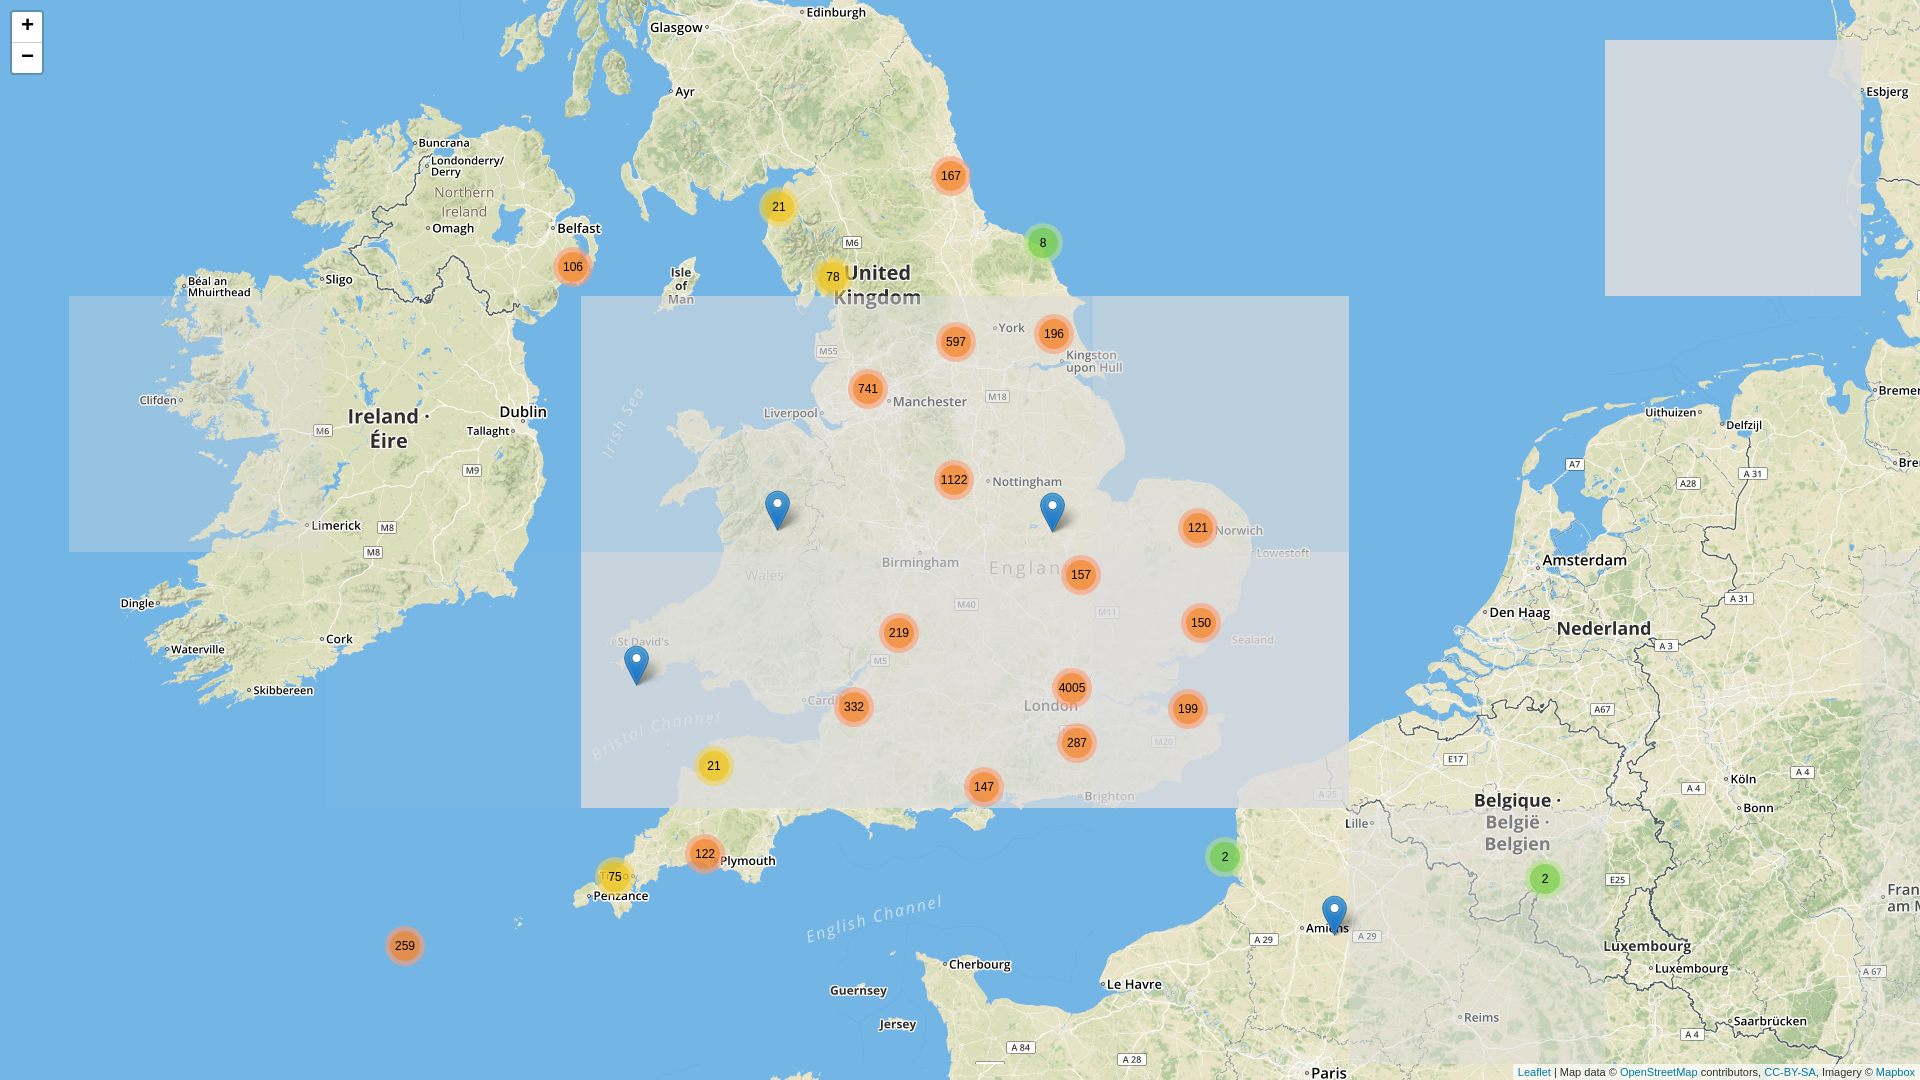 +
−
Edinburgh
Glasgow
Ayr
Esbjerg
Buncrana
Londonderry/
Derry
Northern
Ireland
Omagh
Belfast
167
21
8
M6
106
78
United
Kingdom
Isle
of
Man
Béal an
Mhuirthead
Sligo
York
196
597
M55
Kingston
upon Hull
741
Manchester
M18
Liverpool
Clifden
Irish Sea
Ireland ·
Éire
Dublin
Tallaght
M6
M9
Uithuizen
Delfzijl
A7
A 31
A28
1122
Nottingham
Limerick
M8
M8
121
Norwich
Lowestoft
Birmingham
Wales
157
Amsterdam
Dingle
M40
M11
Den Haag
A 31
Nederland
A 3
150
Sealand
219
St David's
M5
Cork
Waterville
Skibbereen
4005
London
199
332
A67
Bristol Channel
287
M20
E17
21
147
Brighton
A 25
Köln
A 4
A 4
Bonn
Belgique ·
België ·
Belgien
Lille
122
Plymouth
75
Penzance
2
2
E25
English Channel
Amiens
A 29
A 29
259
Luxembourg
Luxembourg
A 67
Cherbourg
Le Havre
Guernsey
Jersey
Reims
Saarbrücken
A 84
A 28
A 4
Paris
Leaflet | Map data © OpenStreetMap contributors, CC-BY-SA, Imagery © Mapbox